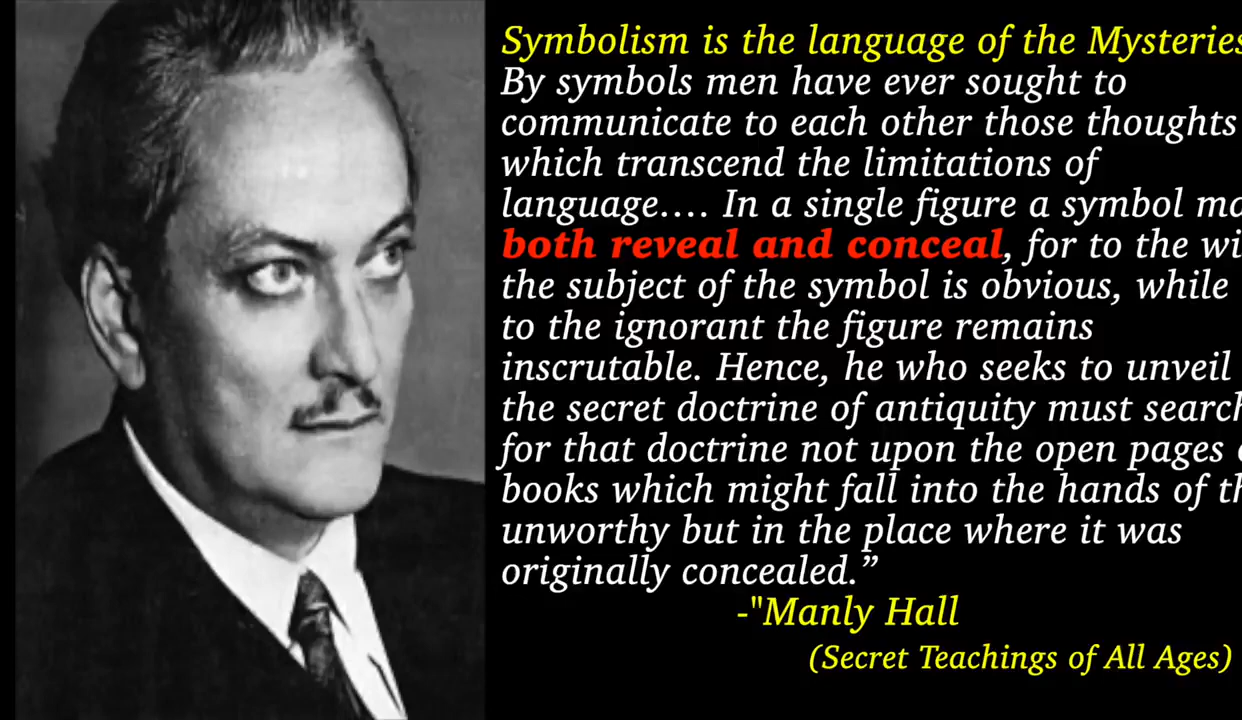 Symbolism is the language of the Mysteries
By symbols men have ever sought to
communicate to each other those thoughts
which transcend the limitations of
language.... In a single figure a symbol
both reveal and conceal, for to the
the subject of the symbol is obvious, while
to the ignorant the figure remains
inscrutable. Hence, he who seeks to unveil
the secret doctrine of antiquity must search
for that doctrine not upon the open pages
books which might fall into the hands of
unworthy but in the place where it was
originally concealed.”
-"Manly Hall
(Secret Teachings of All Ages)